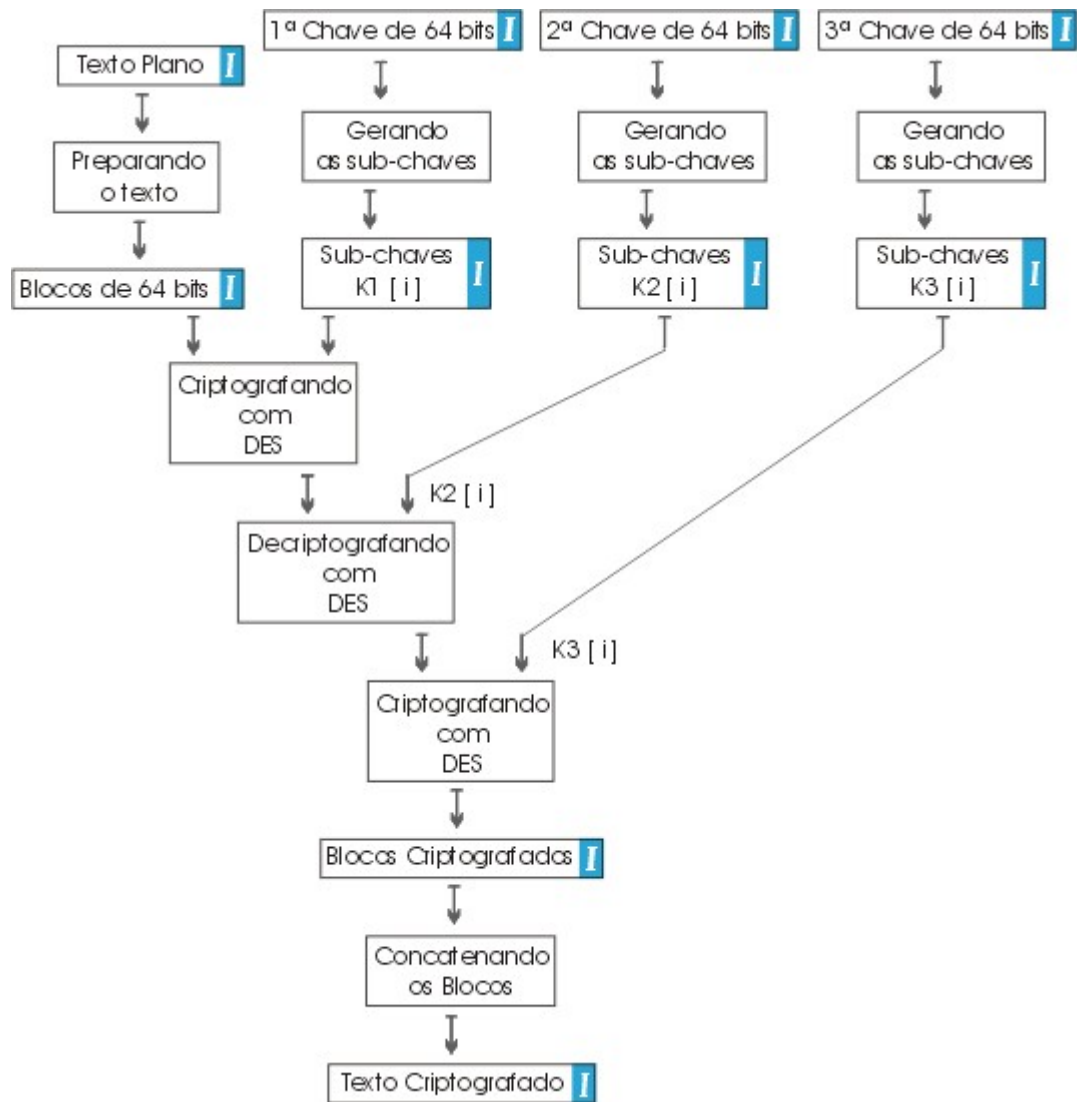 1ª Chave de 64 bits I
2ª Chave de 64 bits I
3ª Chave de 64 bits I
Texto Plano I
Gerando
as sub-chaves
Gerando
as sub-chaves
Gerando
as sub-chaves
Preparando
o texto
Sub-chaves
K1 [ i ] I
Sub-chaves
K2 [ i ] I
Sub-chaves
K3 [ i ] I
Blocos de 64 bits I
Criptografando
com
DES
K2 [ i ]
Decriptografando
com
DES
K3 [ i ]
Criptografando
com
DES
Blocos Criptografados I
Concatenando
os Blocos
Texto Criptografado I